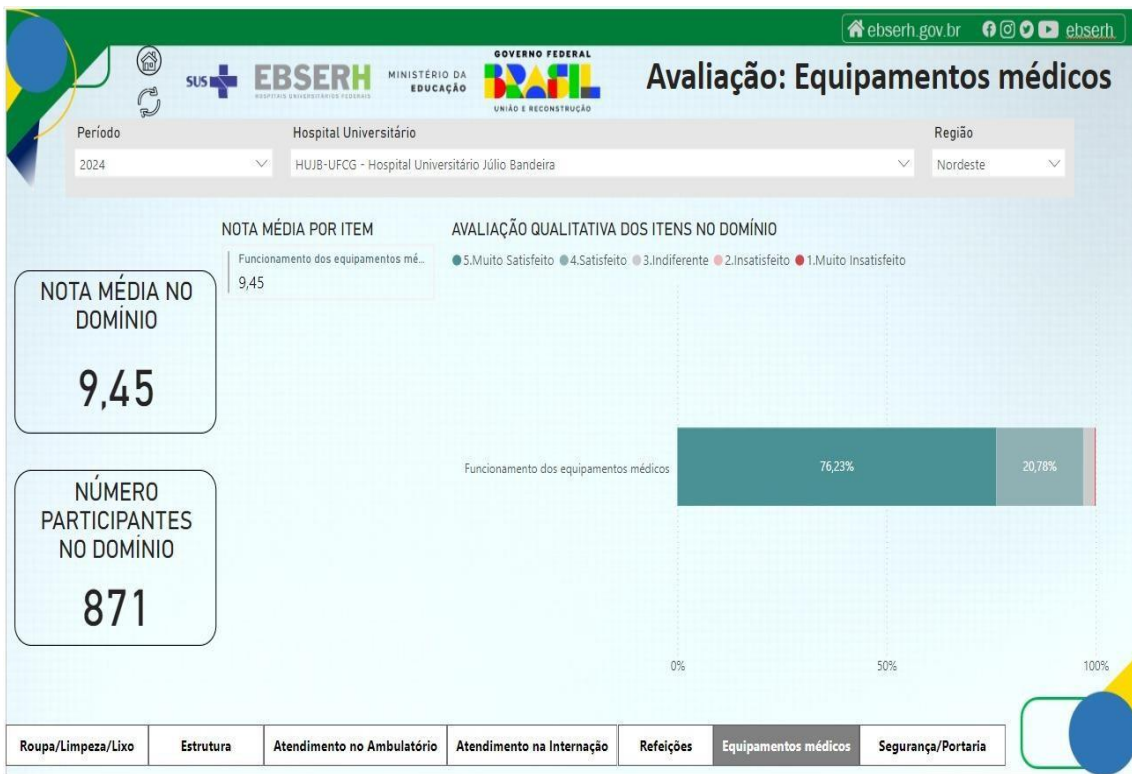 ebserh.gov.br ebserh
SUS EBSERH
HOSPITAIS UNIVERSITÁRIOS FEDERAIS
MINISTÉRIO DA
EDUCAÇÃO
GOVERNO FEDERAL
BRASIL
UNIÃO E RECONSTRUÇÃO
Avaliação: Equipamentos médicos
Período Hospital Universitário Região
2024 HUJB-UFCG - Hospital Universitário Júlio Bandeira Nordeste
NOTA MÉDIA POR ITEM
Funcionamento dos equipamentos mé...
9,45
AVALIAÇÃO QUALITATIVA DOS ITENS NO DOMÍNIO
5.Muito Satisfeito 4.Satisfeito 3.Indiferente 2.Insatisfeito 1.Muito Insatisfeito
NOTA MÉDIA NO
DOMÍNIO
9,45
NÚMERO
PARTICIPANTES
NO DOMÍNIO
871
Funcionamento dos equipamentos médicos 76,23% 20,78%
0% 50% 100%
Roupa/Limpeza/Lixo Estrutura Atendimento no Ambulatório Atendimento na Internação Refeições Equipamentos médicos Segurança/Portaria